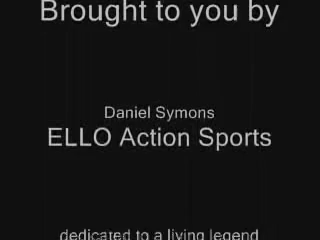 Brought to you by
Daniel Symons
ELLO Action Sports
dedicated to a living legend